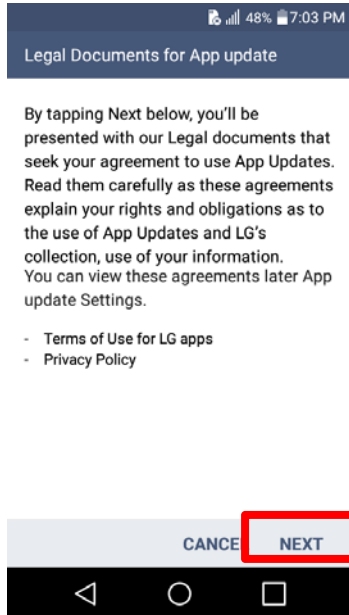 48% 7:03 PM
Legal Documents for App update
By tapping Next below, you'll be
presented with our Legal documents that
seek your agreement to use App Updates.
Read them carefully as these agreements
explain your rights and obligations as to
the use of App Updates and LG's
collection, use of your information.
You can view these agreements later App
update Settings.
- Terms of Use for LG apps
- Privacy Policy
CANCE NEXT